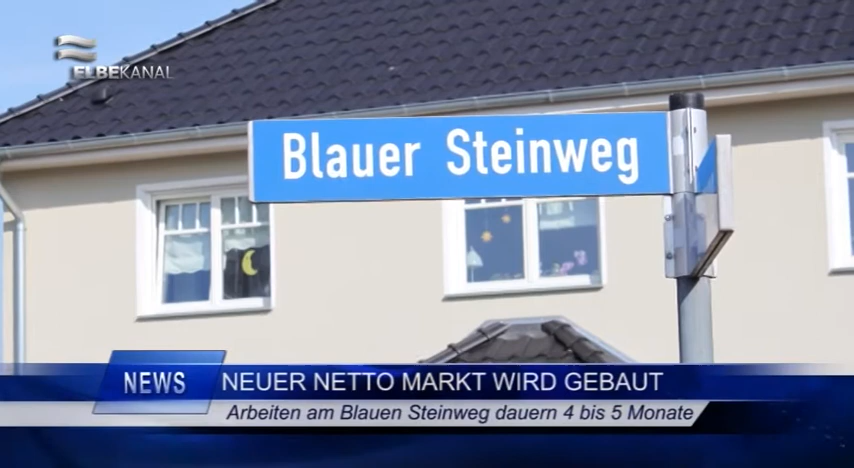 ELBEKANAL
Blauer Steinweg
NEWS
NEUER NETTO MARKT WIRD GEBAUT
Arbeiten am Blauen Steinweg dauern 4 bis 5 Monate